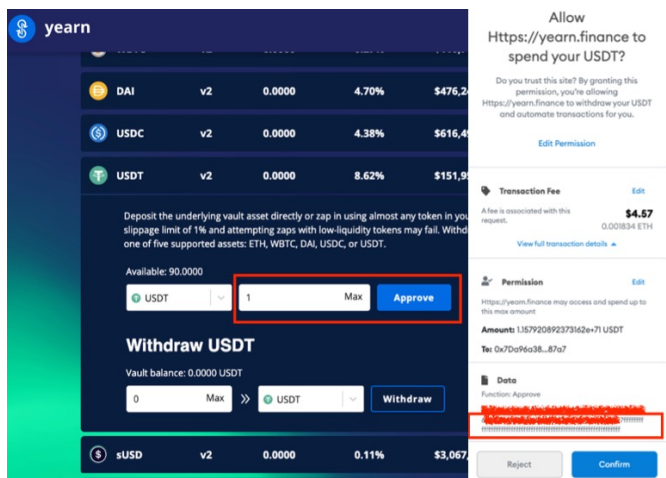 yearn
DAI v2 0.0000 4.70% $476,2
USDC v2 0.0000 4.38% $616,4
USDT v2 0.0000 8.62% $151,9
Deposit the underlying vault asset directly or zap in using almost any token in you
slippage limit of 1% and attempting zaps with low-liquidity tokens may fail. Withd
one of five supported assets: ETH, WBTC, DAI, USDC, or USDT.
Available: 90.0000
USDT 1 Max Approve
Withdraw USDT
Vault balance: 0.0000 USDT
0 Max » USDT Withdraw
sUSD v2 0.0000 0.11% $3,067,
Allow
Https://yearn.finance to
spend your USDT?
Do you trust this site? By granting this
permission, you're allowing
Https://yearn.finance to withdraw your USDT
and automate transactions for you.
Edit Permission
Transaction Fee Edit
A fee is associated with this
request.
$4.57
0.001834 ETH
View full transaction details
Permission Edit
Https://yearn.finance may access and spend up to
this max amount
Amount: 1.157920892373162e+71 USDT
To: 0x7Da96a38...87a7
Data
Function: Approve
Reject Confirm